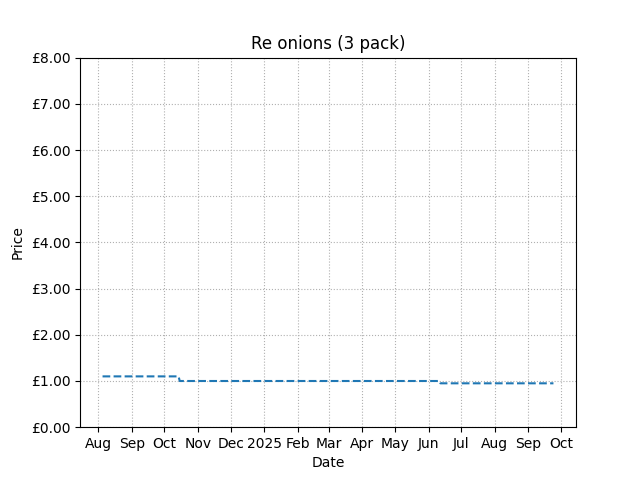 Re onions (3 pack)
£8.00
£7.00
£6.00
£5.00
£4.00
£3.00
£2.00
£1.00
£0.00
Price
Aug Sep Oct Nov Dec 2025 Feb Mar Apr May Jun Jul Aug Sep Oct
Date